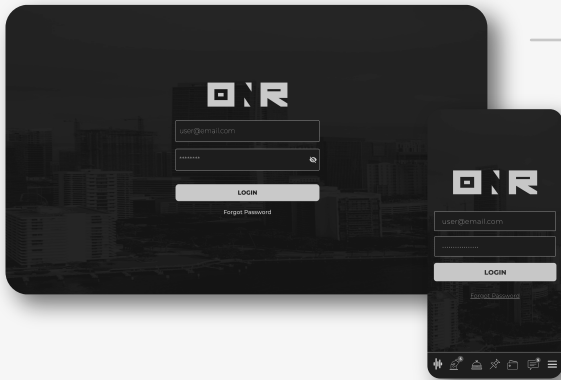 ONR
user@email.com
********
LOGIN
Forgot Password
ONR
user@email.com
LOGIN
Forgot Password